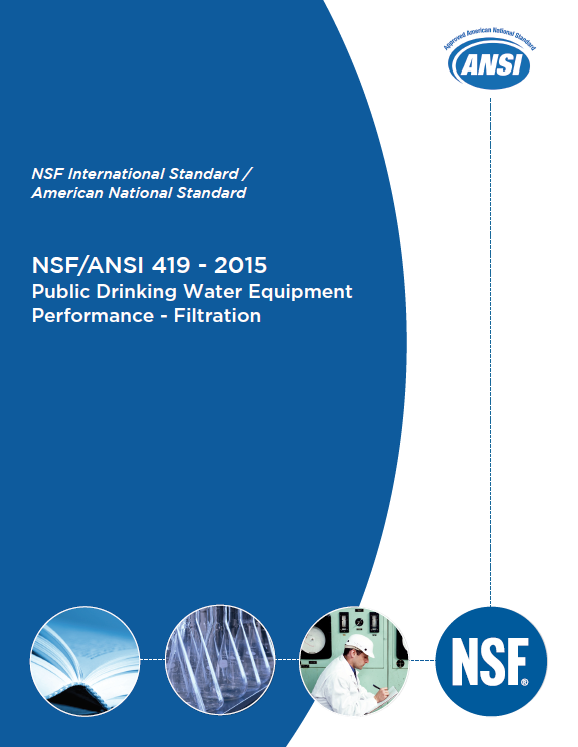 Approved American National Standard
ANSI
NSF International Standard /
American National Standard
NSF/ANSI 419 - 2015
Public Drinking Water Equipment
Performance - Filtration
NSF®